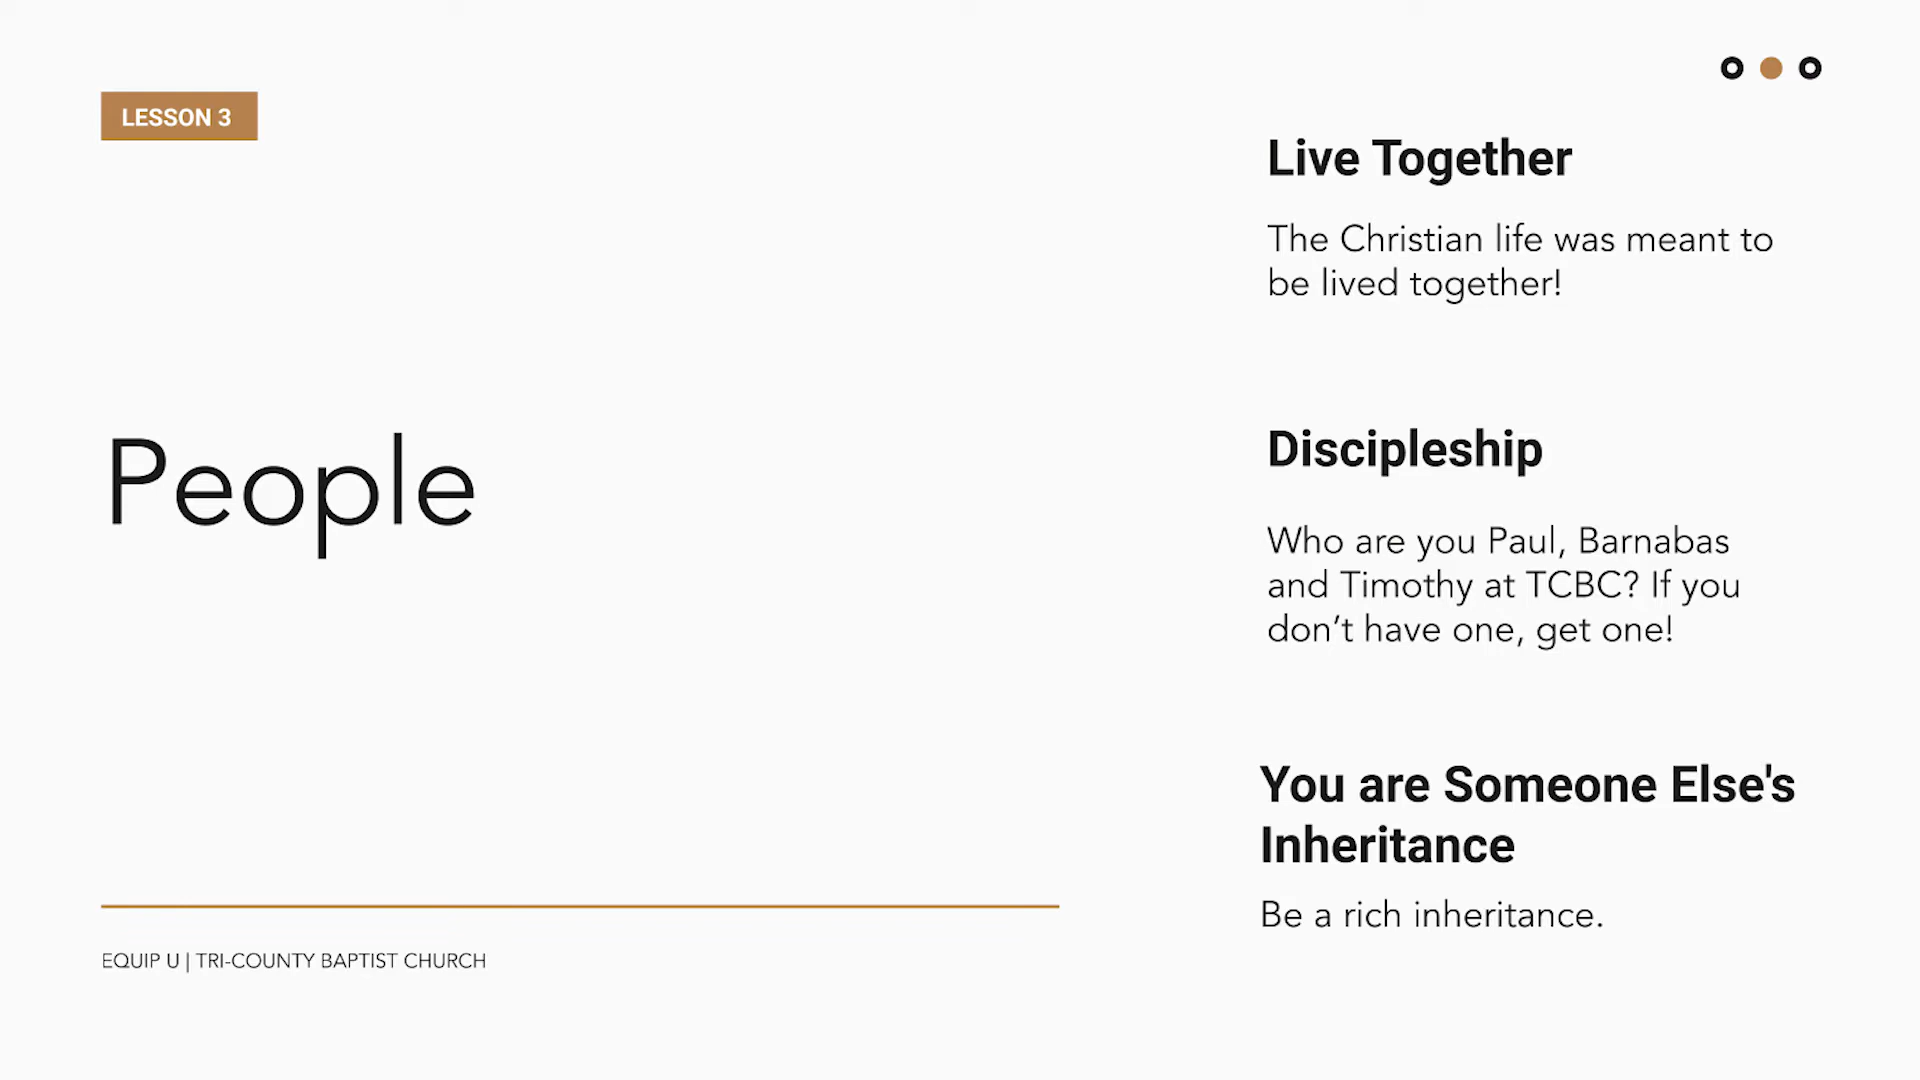 LESSON 3
People
EQUIP U | TRI-COUNTY BAPTIST CHURCH
Live Together
The Christian life was meant to
be lived together!
Discipleship
Who are you Paul, Barnabas
and Timothy at TCBC? If you
don’t have one, get one!
You are Someone Else's
Inheritance
Be a rich inheritance.